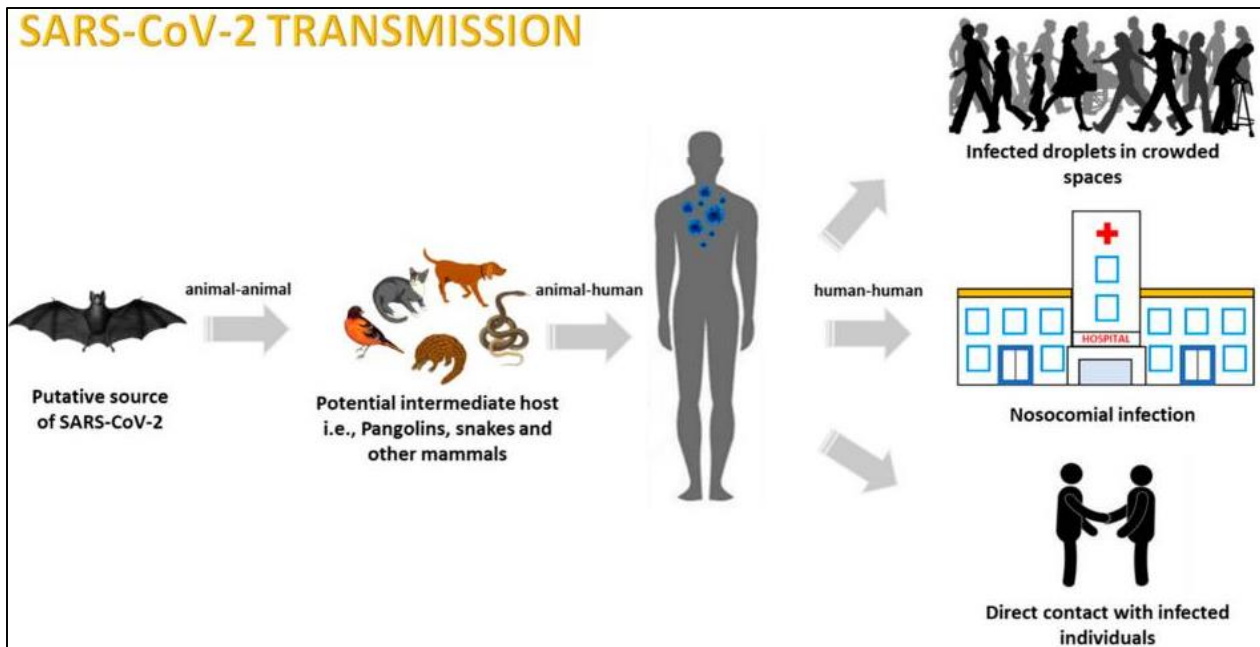 SARS-CoV-2 TRANSMISSION
animal-animal
animal-human
human-human
Putative source
of SARS-CoV-2
Potential intermediate host
i.e., Pangolins, snakes and
other mammals
Infected droplets in crowded
spaces
HOSPITAL
Nosocomial infection
Direct contact with infected
individuals